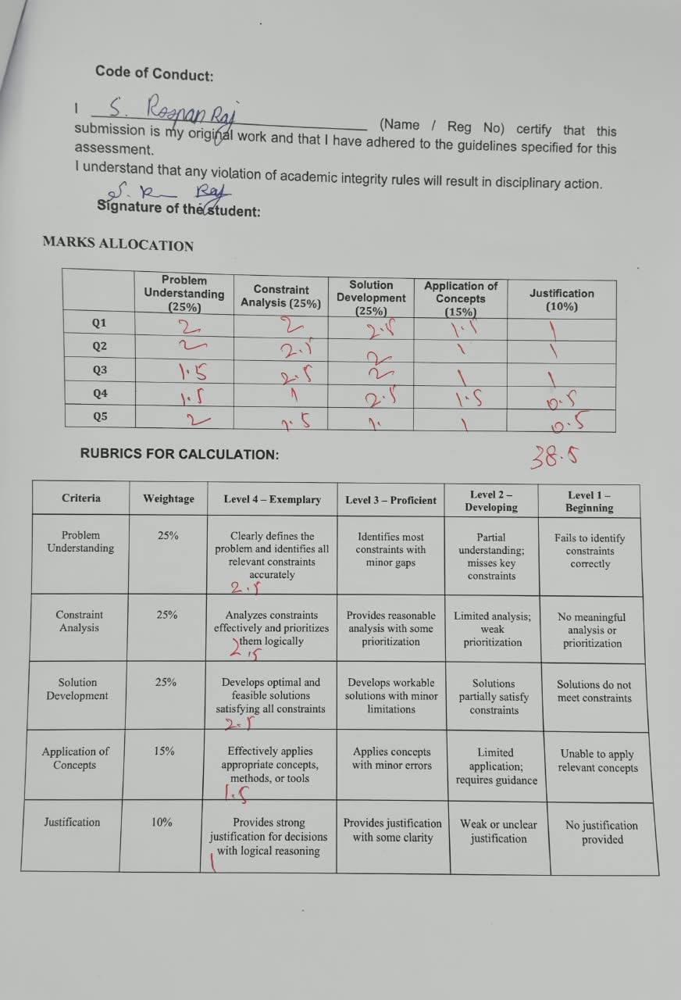 Code of Conduct:
I S. Rospan Raj (Name / Reg No) certify that this
submission is my original work and that I have adhered to the guidelines specified for this
assessment.
I understand that any violation of academic integrity rules will result in disciplinary action.
S. R Raj
Signature of the student:
MARKS ALLOCATION
Problem Understanding (25%) Constraint Analysis (25%) Solution Development (25%) Application of Concepts (15%) Justification (10%)
Q1 2 2 2.5 1.5 1
Q2 2 2.5 2 1 1
Q3 1.5 2.5 2 1 1
Q4 1.5 1 2.5 1.5 0.5
Q5 2 1.5 1. 1 0.5
RUBRICS FOR CALCULATION:
38.5
Criteria Weightage Level 4 – Exemplary Level 3 – Proficient Level 2 – Developing Level 1 – Beginning
Problem Understanding 25% Clearly defines the problem and identifies all relevant constraints accurately 2.5 Identifies most constraints with minor gaps Partial understanding; misses key constraints Fails to identify constraints correctly
Constraint Analysis 25% Analyzes constraints effectively and prioritizes them logically 2.5 Provides reasonable analysis with some prioritization Limited analysis; weak prioritization No meaningful analysis or prioritization
Solution Development 25% Develops optimal and feasible solutions satisfying all constraints 2.5 Develops workable solutions with minor limitations Solutions partially satisfy constraints Solutions do not meet constraints
Application of Concepts 15% Effectively applies appropriate concepts, methods, or tools 1.5 Applies concepts with minor errors Limited application; requires guidance Unable to apply relevant concepts
Justification 10% Provides strong justification for decisions with logical reasoning 1 Provides justification with some clarity Weak or unclear justification No justification provided